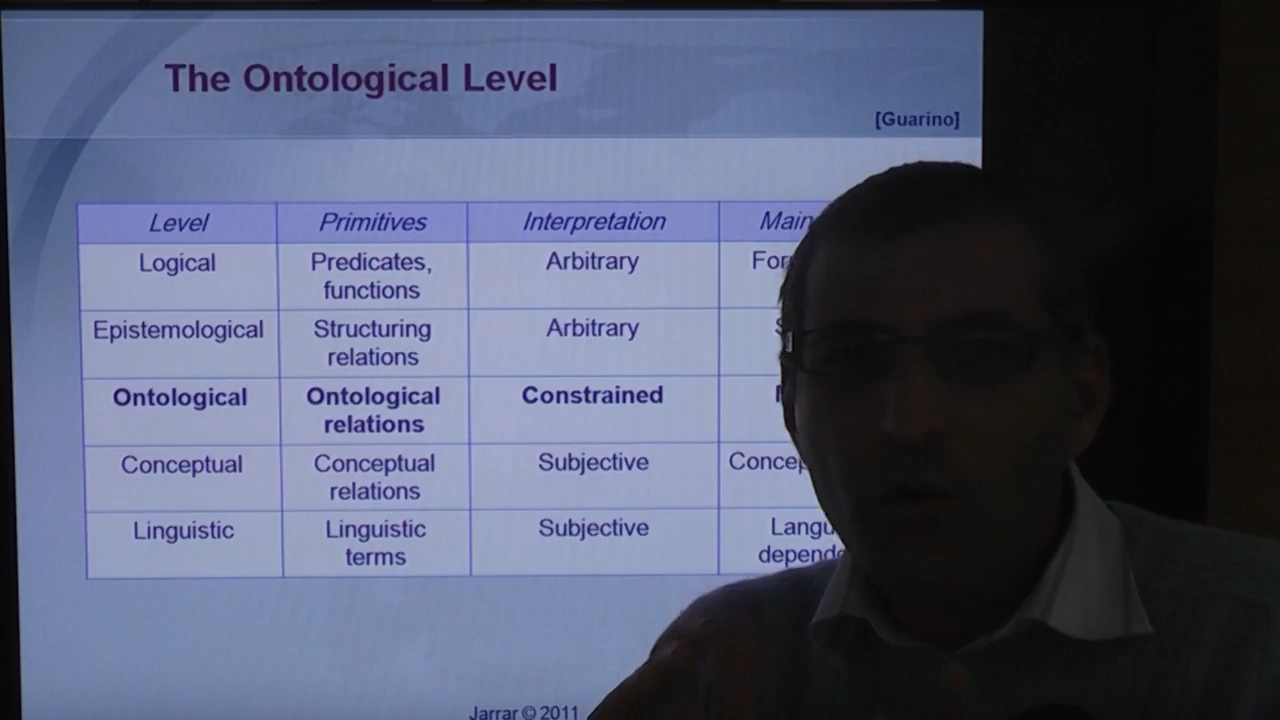 The Ontological Level
[Guarino]
Level Primitives Interpretation Main
Logical Predicates, functions Arbitrary
Epistemological Structuring relations Arbitrary
Ontological Ontological relations Constrained
Conceptual Conceptual relations Subjective
Linguistic Linguistic terms Subjective
Jarrar © 2011